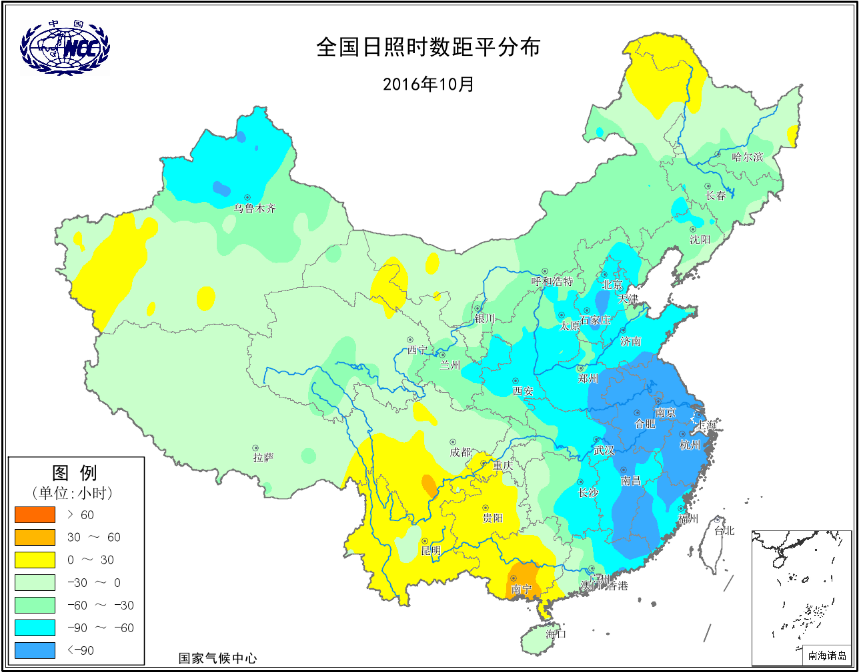 中 国
NCC
全国日照时数距平分布
2016年10月
哈尔滨
长春
乌鲁木齐
沈阳
呼和浩特
北京
天津
银川
石家庄
太原
西宁
济南
兰州
郑州
西安
南京
合肥
上海
杭州
拉萨
成都
武汉
重庆
南昌
长沙
贵阳
福州
台北
昆明
广州
南宁
澳门
香港
海口
图 例
(单位:小时)
> 60
30 ～ 60
0 ～ 30
-30 ～ 0
-60 ～ -30
-90 ～ -60
<-90
国家气候中心
南海诸岛